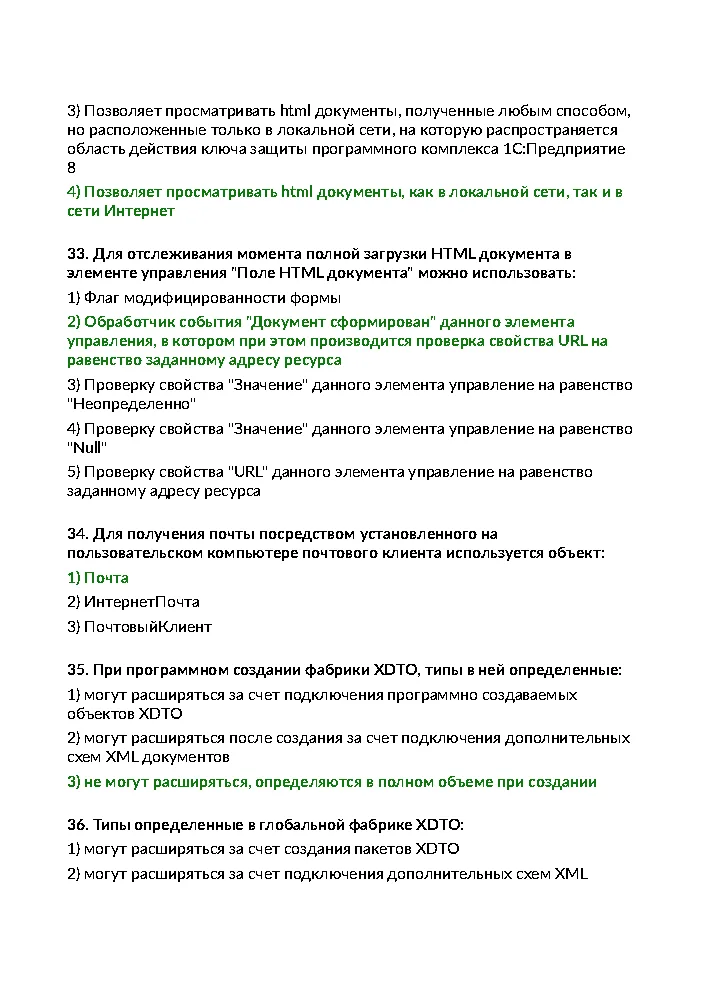 3) Позволяет просматривать html документы, полученные любым способом,
но расположенные только в локальной сети, на которую распространяется
область действия ключа защиты программного комплекса 1С:Предприятие
8
4) Позволяет просматривать html документы, как в локальной сети, так и в
сети Интернет
33. Для отслеживания момента полной загрузки HTML документа в
элементе управления "Поле HTML документа" можно использовать:
1) Флаг модифицированности формы
2) Обработчик события "Документ сформирован" данного элемента
управления, в котором при этом производится проверка свойства URL на
равенство заданному адресу ресурса
3) Проверку свойства "Значение" данного элемента управление на равенство
"Неопределенно"
4) Проверку свойства "Значение" данного элемента управление на равенство
"Null"
5) Проверку свойства "URL" данного элемента управление на равенство
заданному адресу ресурса
34. Для получения почты посредством установленного на
пользовательском компьютере почтового клиента используется объект:
1) Почта
2) ИнтернетПочта
3) ПочтовыйКлиент
35. При программном создании фабрики XDTO, типы в ней определенные:
1) могут расширяться за счет подключения программно создаваемых
объектов XDTO
2) могут расширяться после создания за счет подключения дополнительных
схем XML документов
3) не могут расширяться, определяются в полном объеме при создании
36. Типы определенные в глобальной фабрике XDTO:
1) могут расширяться за счет создания пакетов XDTO
2) могут расширяться за счет подключения дополнительных схем XML